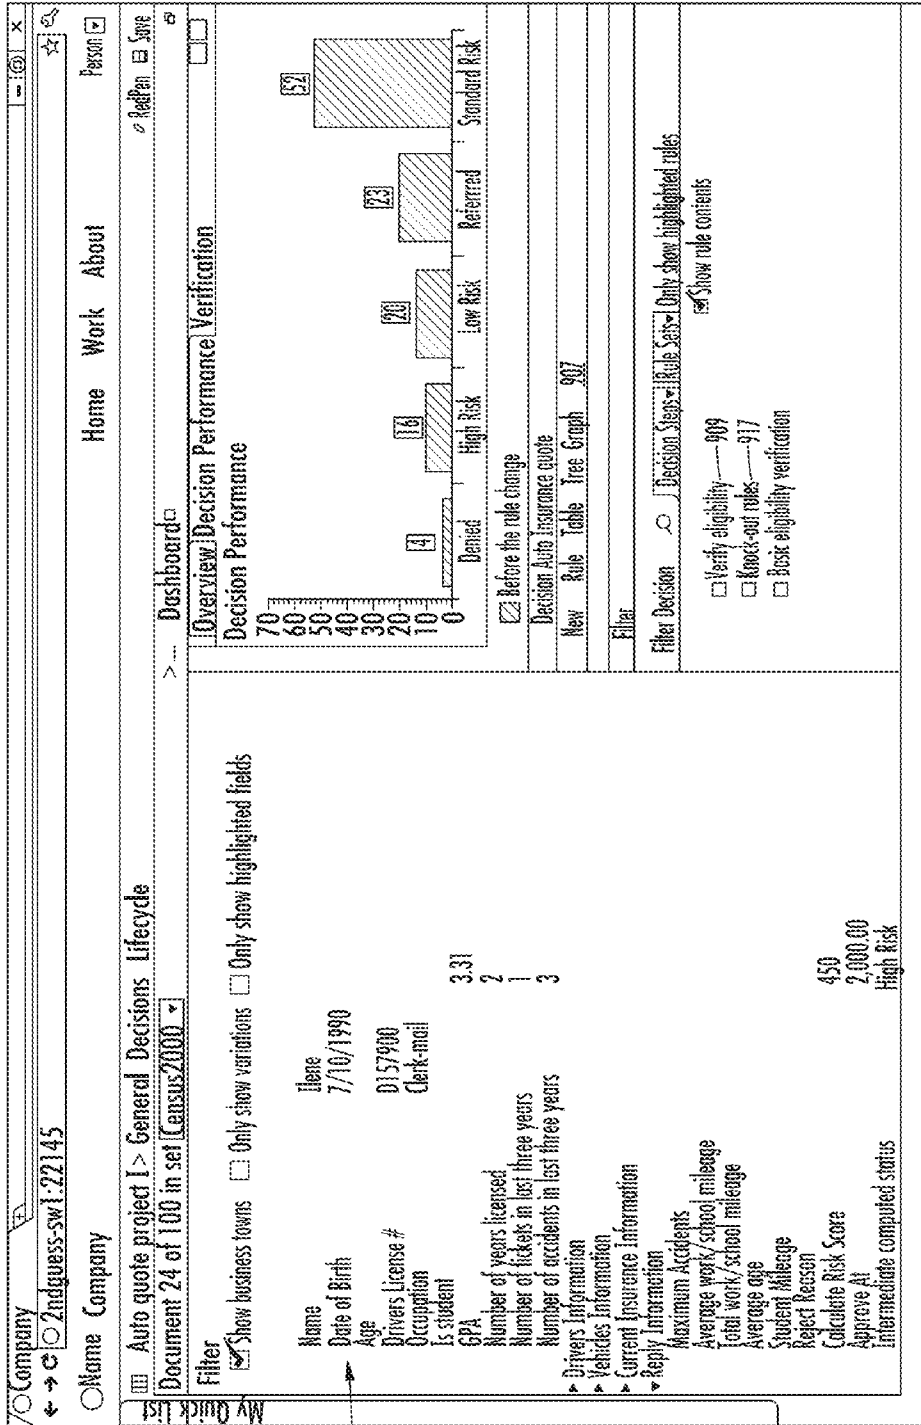 Company
2ndguess-sw1:22145
Name Company
Home Work About
Person
Auto quote project I > General Decisions Lifecycle
RedPen Save
Document 24 of 100 in set Census2000
> ... Dashboard
My Quick List
Filter
Show business towns Only show variations Only show highlighted fields
Name Ilene
Date of Birth 7/10/1990
Age
Drivers License # D157900
Occupation Clerk-mail
Is student
GPA 3.31
Number of years licensed 2
Number of tickets in last three years 1
Number of accidents in last three years 3
Drivers Information
Vehicles Information
Current Insurance Information
Reply Information
Maximum Accidents
Average work/school mileage
Total work/school mileage
Average age
Student Mileage
Reject Reason
Calculate Risk Score 450
Approve At 2,000.00
Intermediate computed status High Risk
Overview Decision Performance Verification
Decision Performance
70
60
50
40
30
20
10
0
4
16
20
23
52
Denied High Risk Low Risk Referrred Standard Risk
Before the rule change
Decision Auto Insurance quote
New Rule Table Tree Graph 907
Filter
Filter Decision Decision Steps Rule Sets Only show highlighted rules
Show rule contents
Verify eligibility 909
Knock-out rules 917
Basic eligibility verification